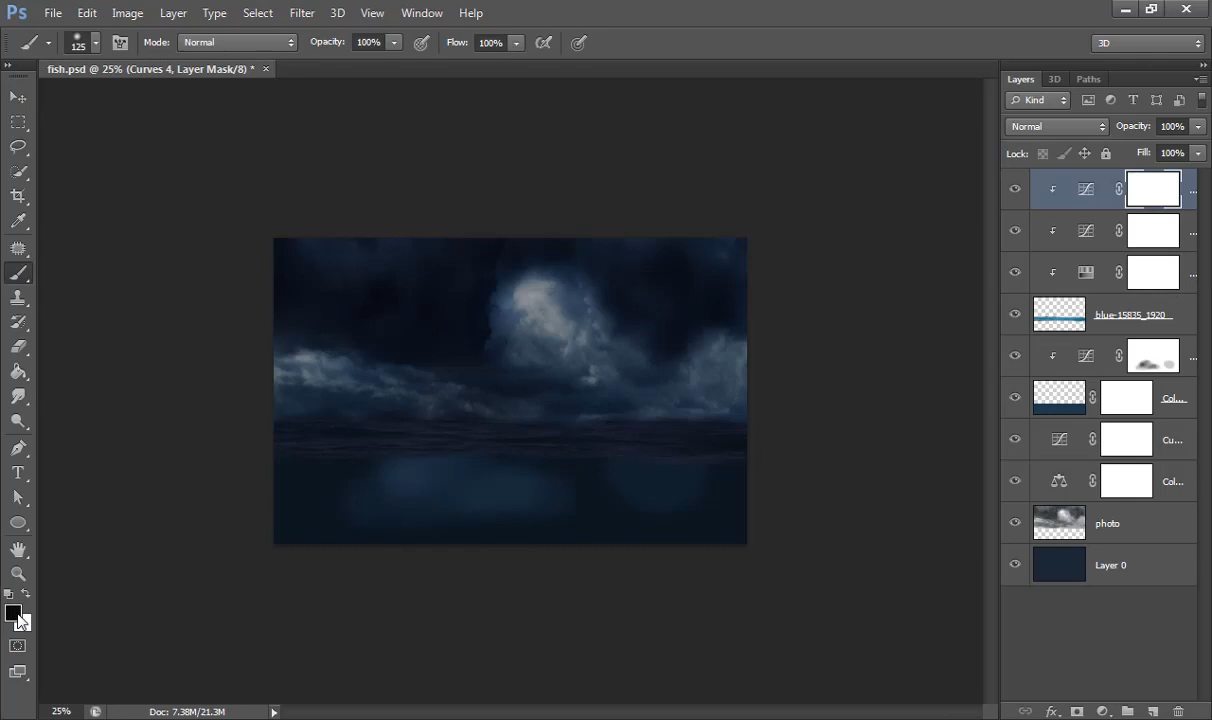 Ps File Edit Image Layer Type Select Filter 3D View Window Help
125 Mode: Normal Opacity: 100% Flow: 100% 3D
fish.psd @ 25% (Curves 4, Layer Mask/8) * ×
Layers 3D Paths
Kind
Normal Opacity: 100%
Lock: Fill: 100%
...
...
...
blue-15835_1920
...
Col...
Cu...
Col...
photo
Layer 0
25% Doc: 7.38M/21.3M
fx